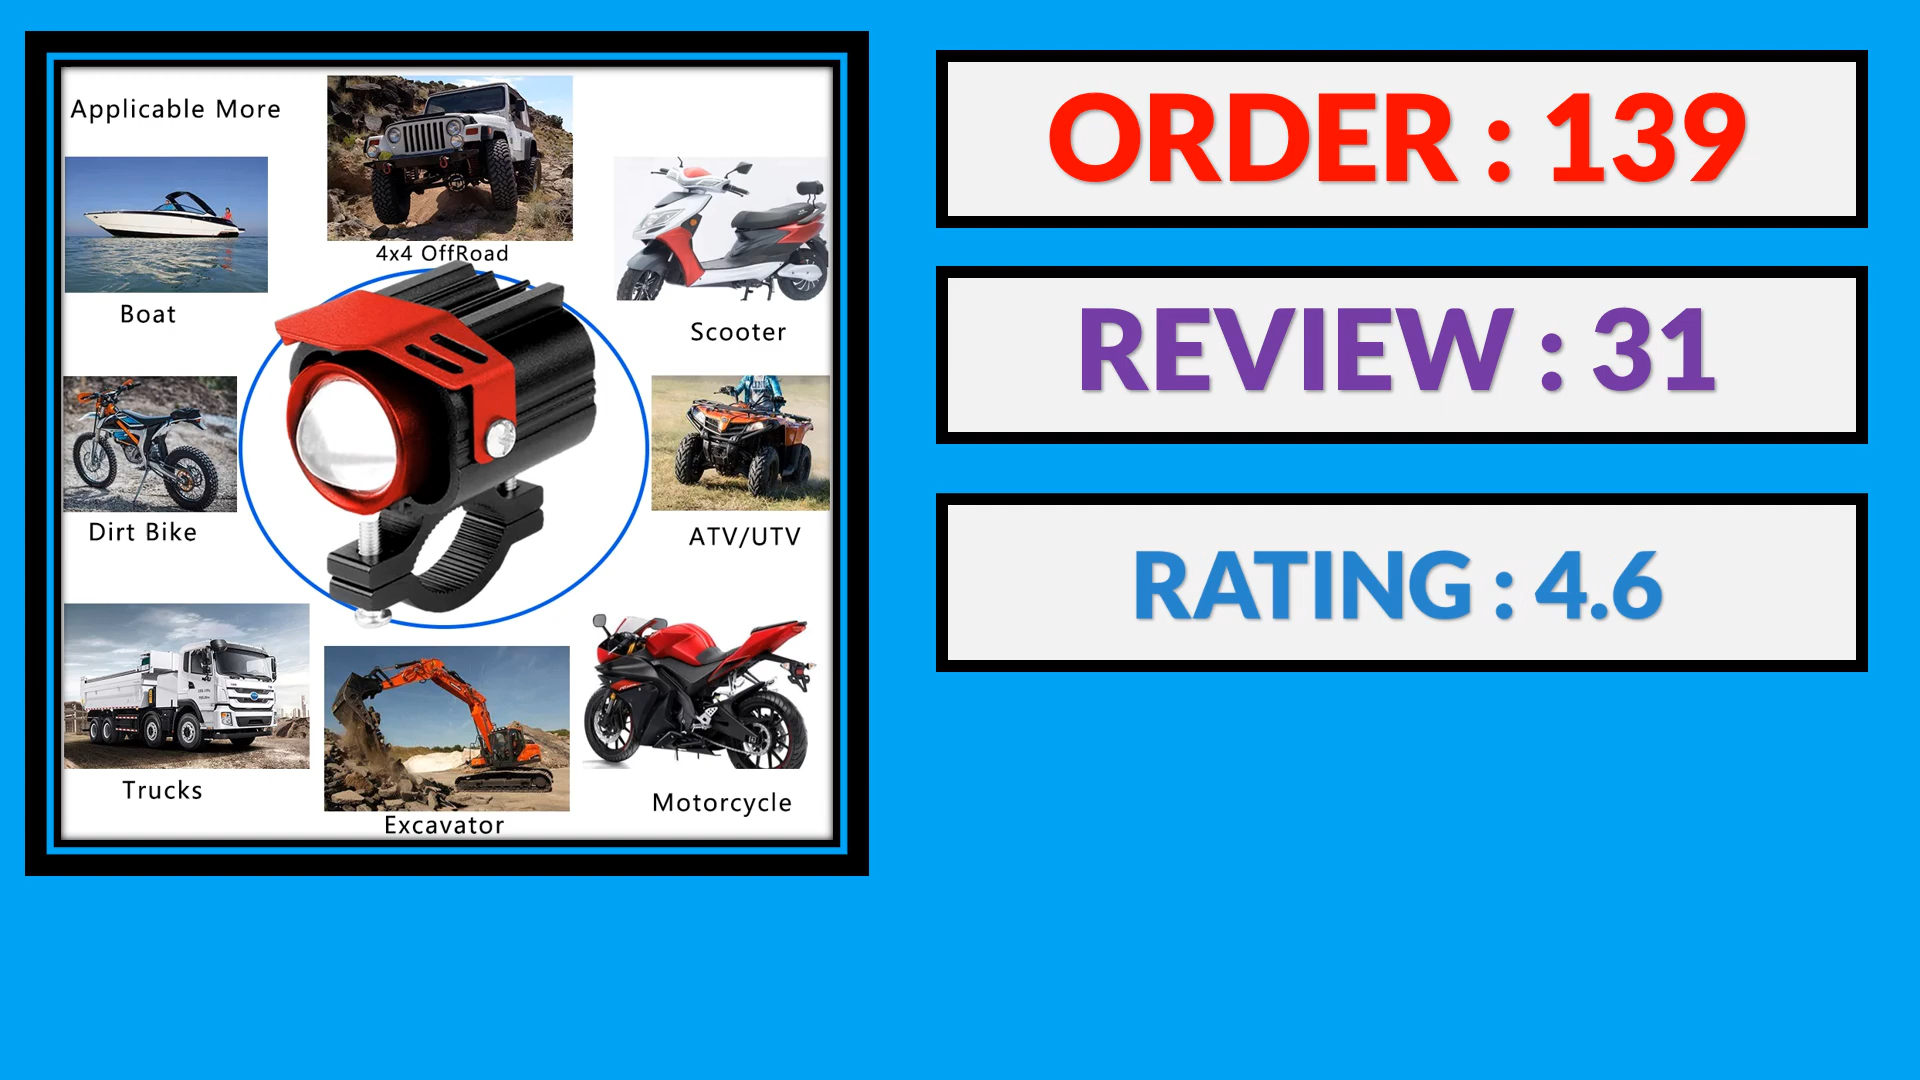 Applicable More
4x4 OffRoad
Boat
Scooter
Dirt Bike
ATV/UTV
Trucks
Excavator
Motorcycle
ORDER : 139
REVIEW : 31
RATING : 4.6